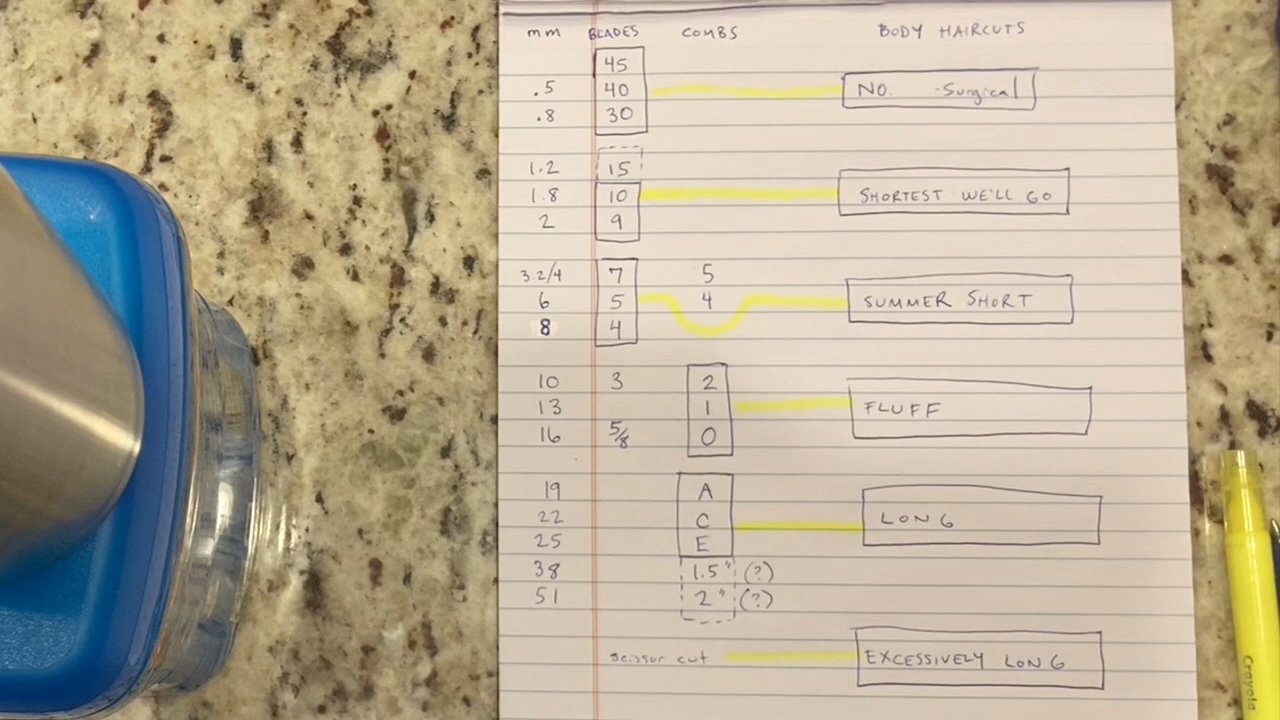 mm BLADES COMBS BODY HAIRCUTS
45
.5 40 NO. -Surgical
.8 30
1.2 15
1.8 10 SHORTEST WE'LL GO
2 9
3.2/4 7 5
6 5 4 SUMMER SHORT
8 4
10 3 2
13 1 FLUFF
16 5/8 0
19 A
22 C LONG
25 E
38 1.5" (?)
51 2" (?)
scissor cut EXCESSIVELY LONG
Crayola